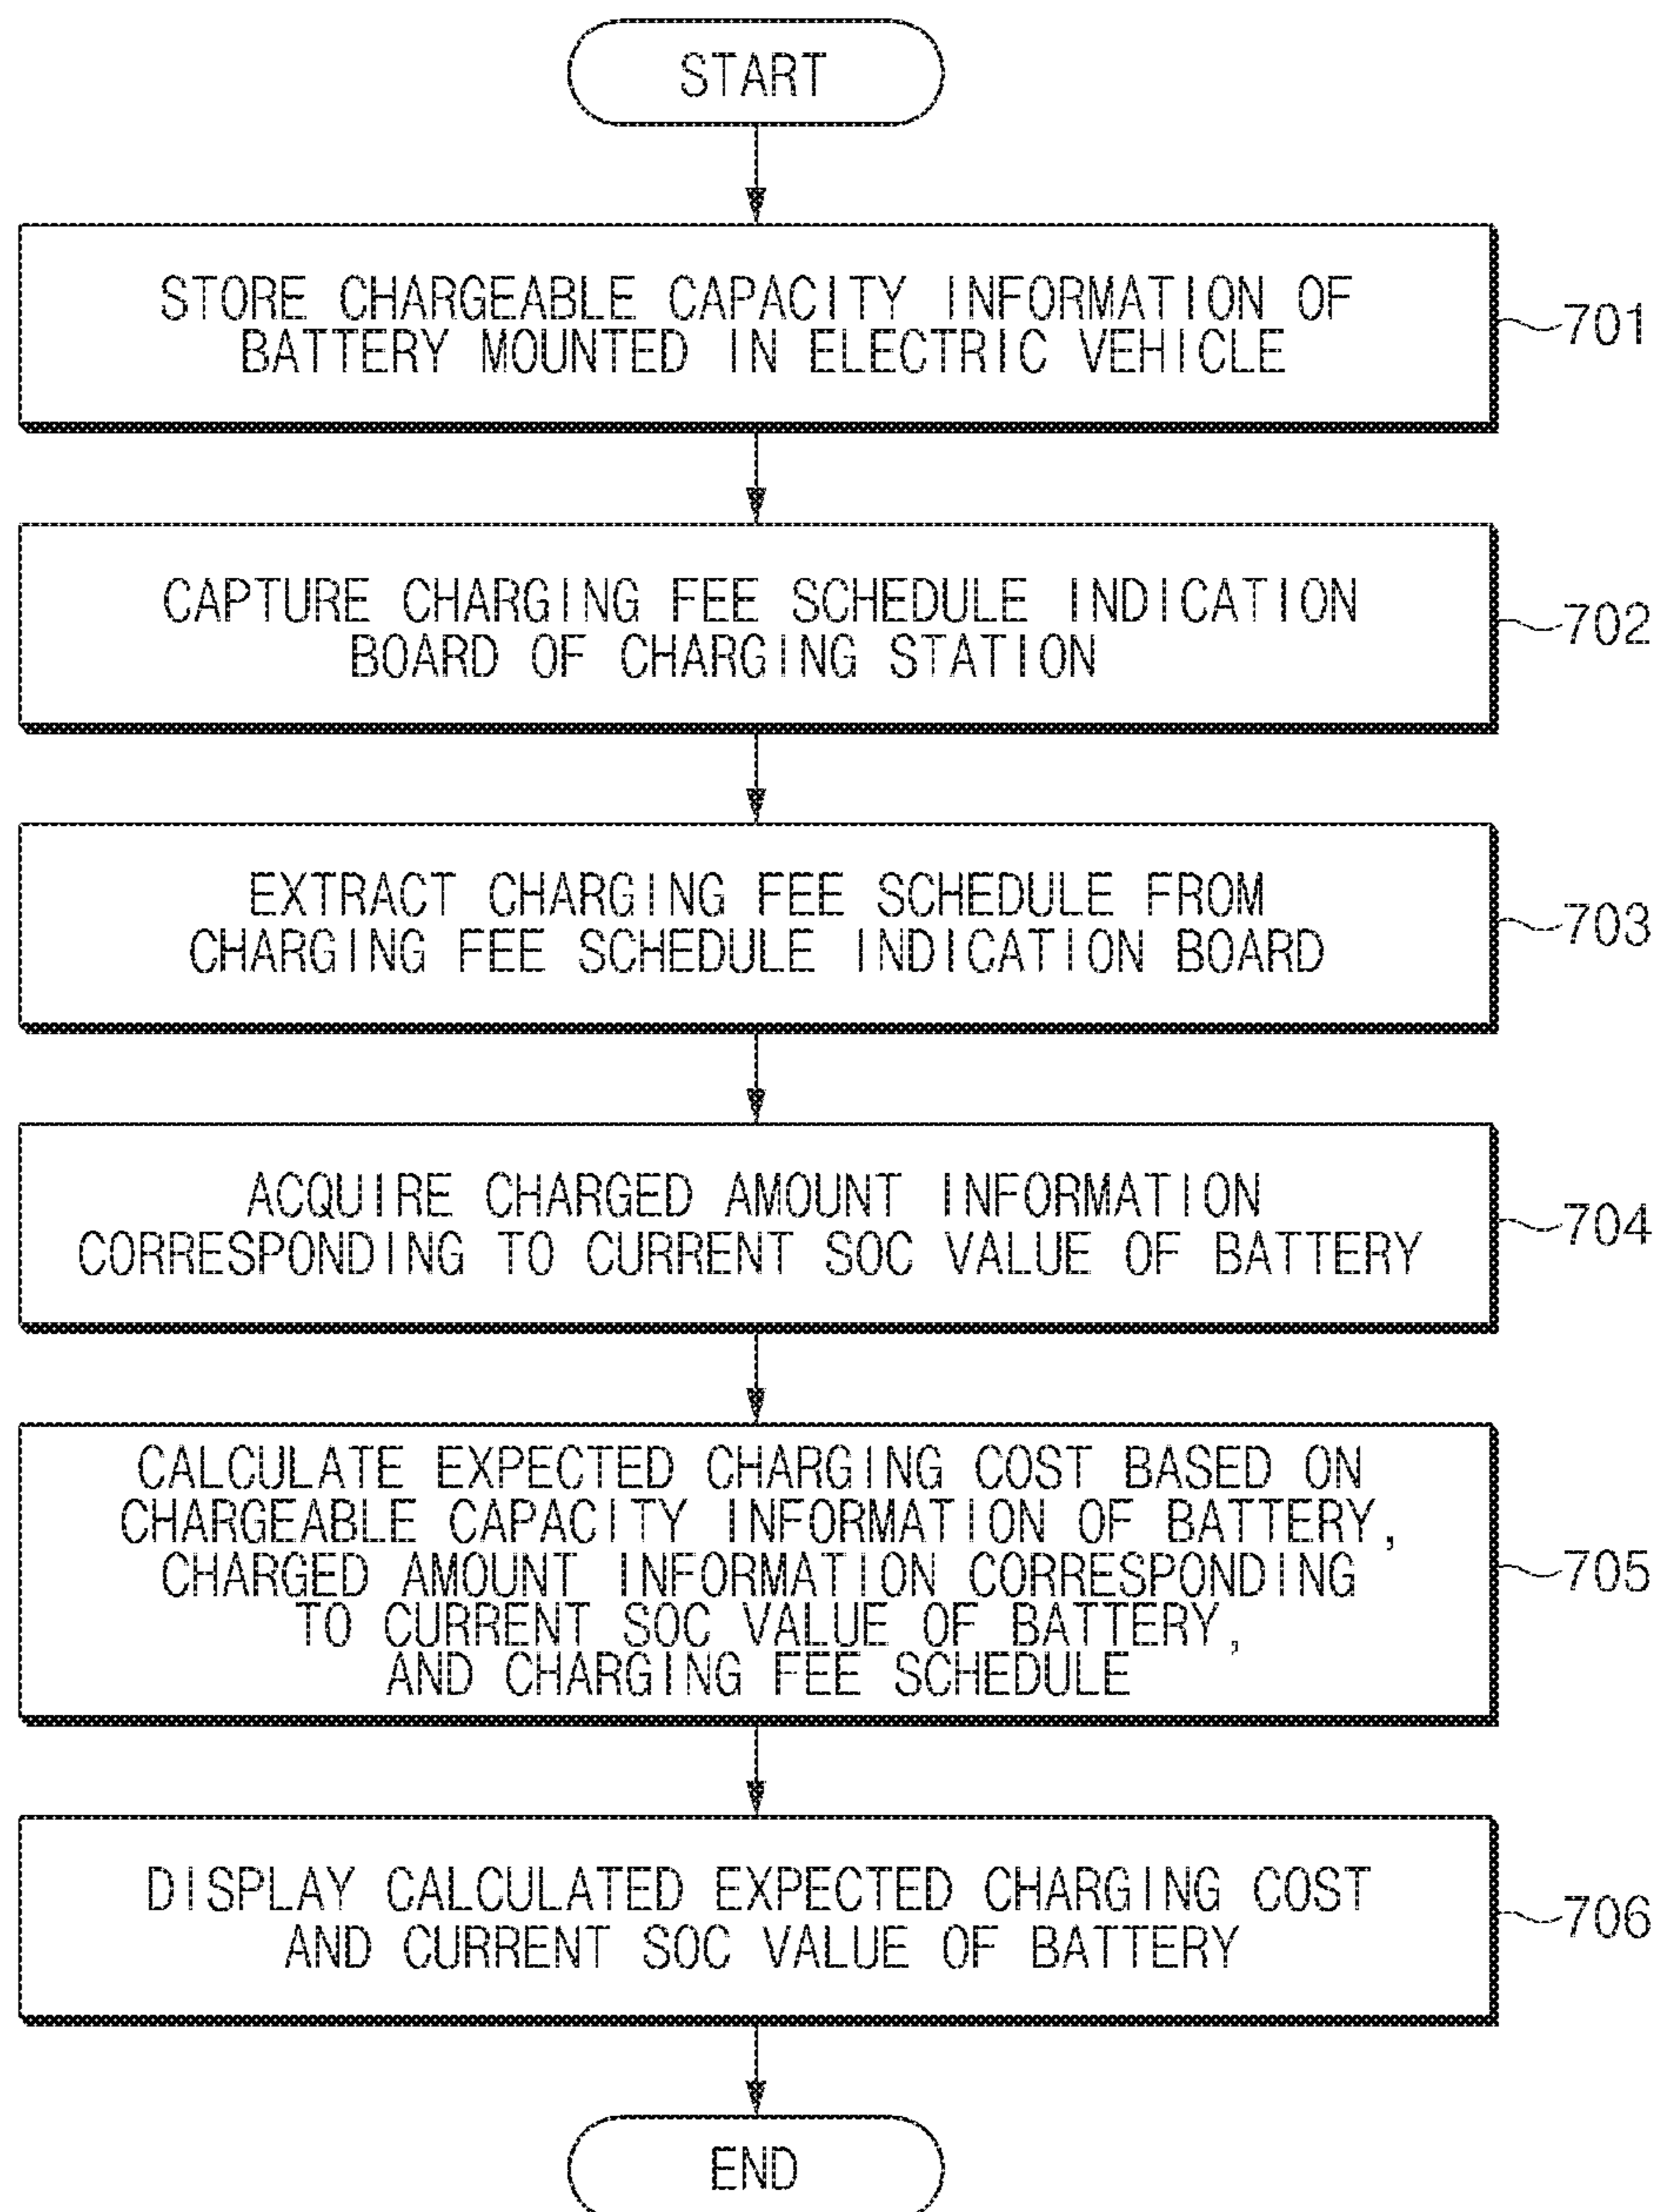 START
STORE CHARGEABLE CAPACITY INFORMATION OF
BATTERY MOUNTED IN ELECTRIC VEHICLE
701
CAPTURE CHARGING FEE SCHEDULE INDICATION
BOARD OF CHARGING STATION
702
EXTRACT CHARGING FEE SCHEDULE FROM
CHARGING FEE SCHEDULE INDICATION BOARD
703
ACQUIRE CHARGED AMOUNT INFORMATION
CORRESPONDING TO CURRENT SOC VALUE OF BATTERY
704
CALCULATE EXPECTED CHARGING COST BASED ON
CHARGEABLE CAPACITY INFORMATION OF BATTERY,
CHARGED AMOUNT INFORMATION CORRESPONDING
TO CURRENT SOC VALUE OF BATTERY,
AND CHARGING FEE SCHEDULE
705
DISPLAY CALCULATED EXPECTED CHARGING COST
AND CURRENT SOC VALUE OF BATTERY
706
END